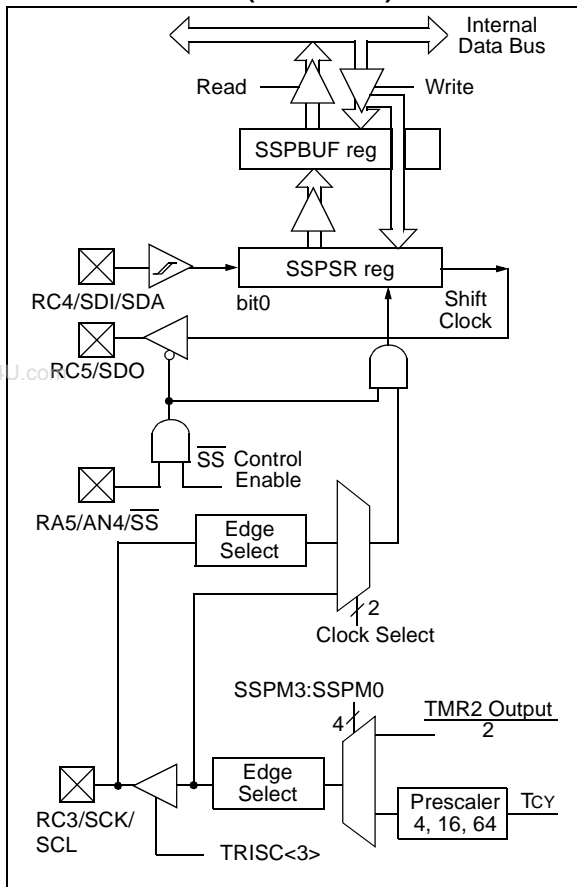 Internal
Data Bus
Read
Write
SSPBUF reg
SSPSR reg
RC4/SDI/SDA
bit0
Shift
Clock
RC5/SDO
4U.com
SS Control
Enable
RA5/AN4/SS
Edge
Select
2
Clock Select
SSPM3:SSPM0
TMR2 Output
4
2
Edge
Select
Prescaler
4, 16, 64
TCY
RC3/SCK/
SCL
TRISC<3>